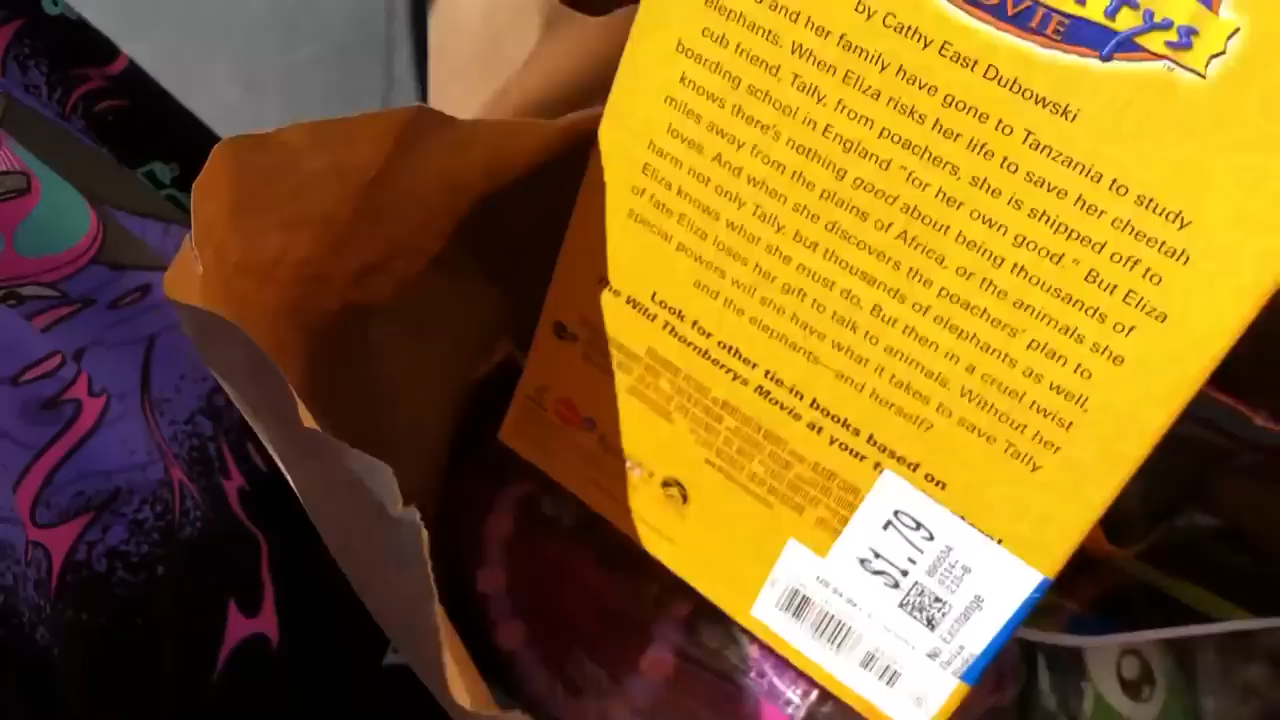 rrys
OVIE
™
by Cathy East Dubowski
and her family have gone to Tanzania to study
elephants. When Eliza risks her life to save her cheetah
cub friend, Tally, from poachers, she is shipped off to
boarding school in England "for her own good." But Eliza
knows there's nothing good about being thousands of
miles away from the plains of Africa, or the animals she
loves. And when she discovers the poachers' plan to
harm not only Tally, but thousands of elephants as well,
Eliza knows what she must do. But then in a cruel twist
of fate Eliza loses her gift to talk to animals. Without her
special powers will she have what it takes to save Tally
and the elephants—and herself?
Look for other tie-in books based on
The Wild Thornberrys Movie at your f
$1.79
No Exchange